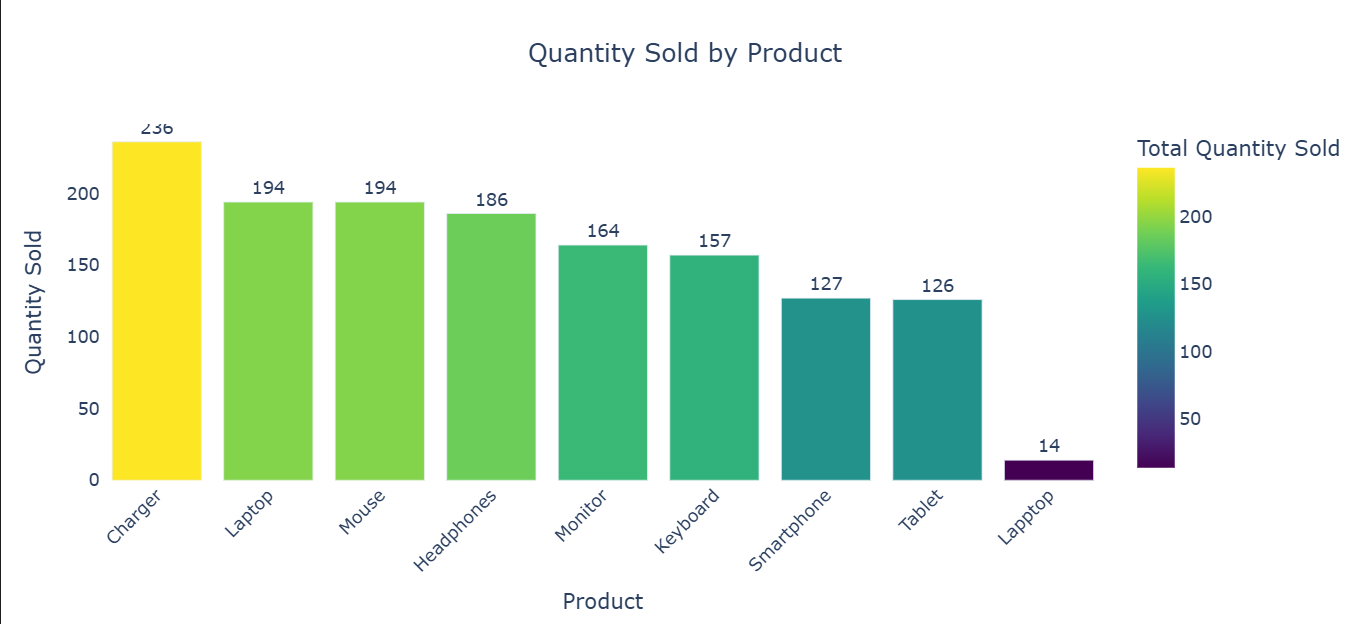 Quantity Sold by Product
Total Quantity Sold
Quantity Sold
200
150
100
50
0
236
194
194
186
164
157
127
126
14
Charger
Laptop
Mouse
Headphones
Monitor
Keyboard
Smartphone
Tablet
Lapptop
Product
200
150
100
50